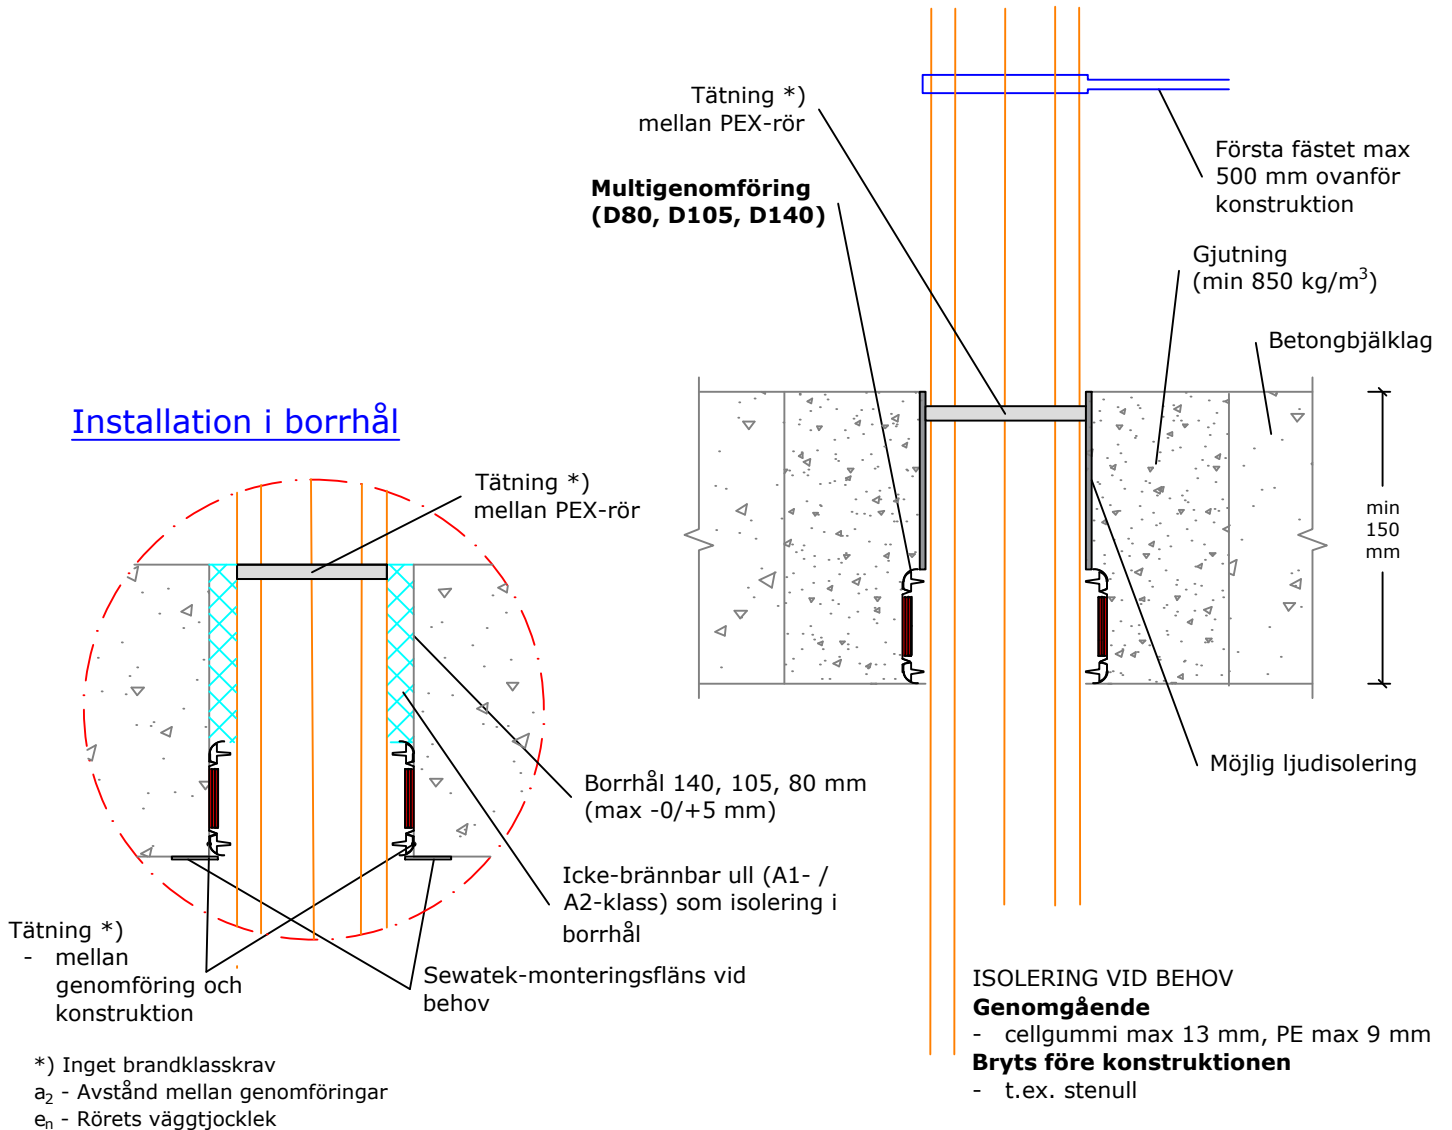 Tätning *)
mellan PEX-rör
Multigenomföring
(D80, D105, D140)
Första fästet max
500 mm ovanför
konstruktion
Gjutning
(min 850 kg/m³)
Betongbjälklag
min
150
mm
Möjlig ljudisolering
Installation i borrhål
Tätning *)
mellan PEX-rör
Borrhål 140, 105, 80 mm
(max -0/+5 mm)
Icke-brännbar ull (A1- /
A2-klass) som isolering i
borrhål
Tätning *)
- mellan
genomföring och
konstruktion
Sewatek-monteringsfläns vid
behov
*) Inget brandklasskrav
a₂ - Avstånd mellan genomföringar
eₙ - Rörets väggtjocklek
ISOLERING VID BEHOV
Genomgående
- cellgummi max 13 mm, PE max 9 mm
Bryts före konstruktionen
- t.ex. stenull